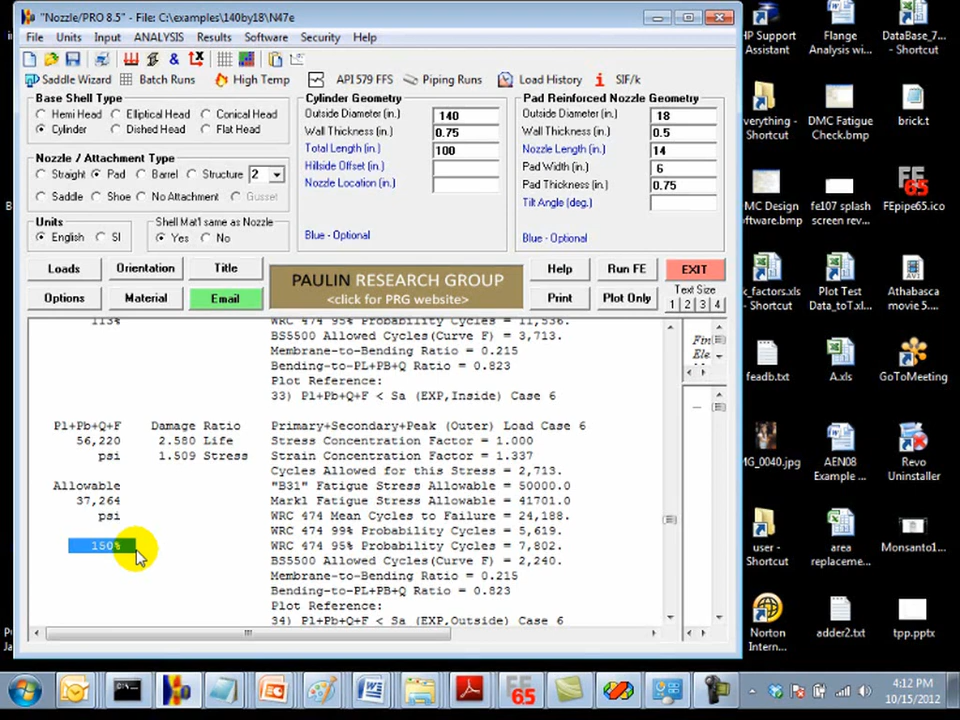 "Nozzle/PRO 8.5" - File: C:\examples\140by18\N47e
File Units Input ANALYSIS Results Software Security Help
Saddle Wizard Batch Runs High Temp API 579 FFS Piping Runs Load History SIF/k
Base Shell Type
Hemi Head Elliptical Head Conical Head
Cylinder Dished Head Flat Head
Nozzle / Attachment Type
Straight Pad Barrel Structure 2
Saddle Shoe No Attachment Gusset
Units
English SI
Shell Matl same as Nozzle
Yes No
Cylinder Geometry
Outside Diameter (in.) 140
Wall Thickness (in.) 0.75
Total Length (in.) 100
Hillside Offset (in.)
Nozzle Location (in.)
Blue - Optional
Pad Reinforced Nozzle Geometry
Outside Diameter (in.) 18
Wall Thickness (in.) 0.5
Nozzle Length (in.) 14
Pad Width (in.) 6
Pad Thickness (in.) 0.75
Tilt Angle (deg.)
Blue - Optional
Loads Orientation Title
Options Material Email
PAULIN RESEARCH GROUP
<click for PRG website>
Help Run FE EXIT
Print Plot Only
Text Size
1 2 3 4
113% WRC 474 95% Probability Cycles = 11,536.
BS5500 Allowed Cycles(Curve F) = 3,713.
Membrane-to-Bending Ratio = 0.215
Bending-to-PL+PB+Q Ratio = 0.823
Plot Reference:
33) Pl+Pb+Q+F < Sa (EXP,Inside) Case 6
Pl+Pb+Q+F Damage Ratio Primary+Secondary+Peak (Outer) Load Case 6
56,220 2.580 Life Stress Concentration Factor = 1.000
psi 1.509 Stress Strain Concentration Factor = 1.337
Cycles Allowed for this Stress = 2,713.
Allowable "B31" Fatigue Stress Allowable = 50000.0
37,264 Markl Fatigue Stress Allowable = 41701.0
psi WRC 474 Mean Cycles to Failure = 24,188.
WRC 474 99% Probability Cycles = 5,619.
150% WRC 474 95% Probability Cycles = 7,802.
BS5500 Allowed Cycles(Curve F) = 2,240.
Membrane-to-Bending Ratio = 0.215
Bending-to-PL+PB+Q Ratio = 0.823
Plot Reference:
34) Pl+Pb+Q+F < Sa (EXP,Outside) Case 6
Fin
Ele
HP Support
Assistant
Flange
Analysis wi...
DataBase_7...
- Shortcut
verything -
Shortcut
DMC Fatigue
Check.bmp
brick.t
MC Design
oftware.bmp
fe107 splash
screen rev...
FEpipe65.ico
k_factors.xls
- Shortcut
Plot Test
Data_toT.xl...
Athabasca
movie 5...
feadb.txt
A.xls
GoToMeeting
MG_0040.jpg
AEN08
Example ...
Revo
Uninstaller
user -
Shortcut
area
replaceme...
Monsanto1...
Norton
Intern...
adder2.txt
tpp.pptx
4:12 PM
10/15/2012